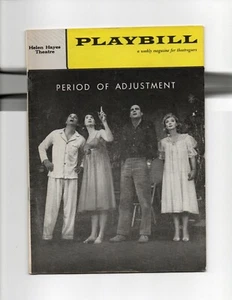 Helen Hayes
Theatre
PLAYBILL
a weekly magazine for theatregoers
PERIOD OF ADJUSTMENT